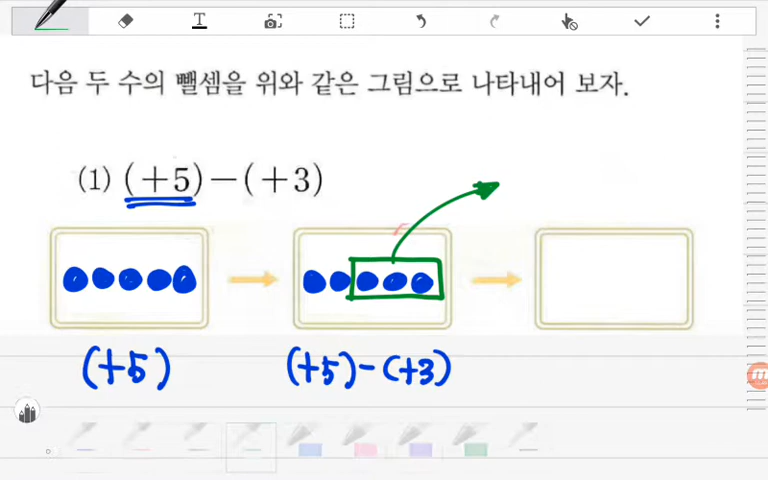 T
다음 두 수의 뺄셈을 위와 같은 그림으로 나타내어 보자.
(1) (+5)-(+3)
(+5) (+5)-(+3)